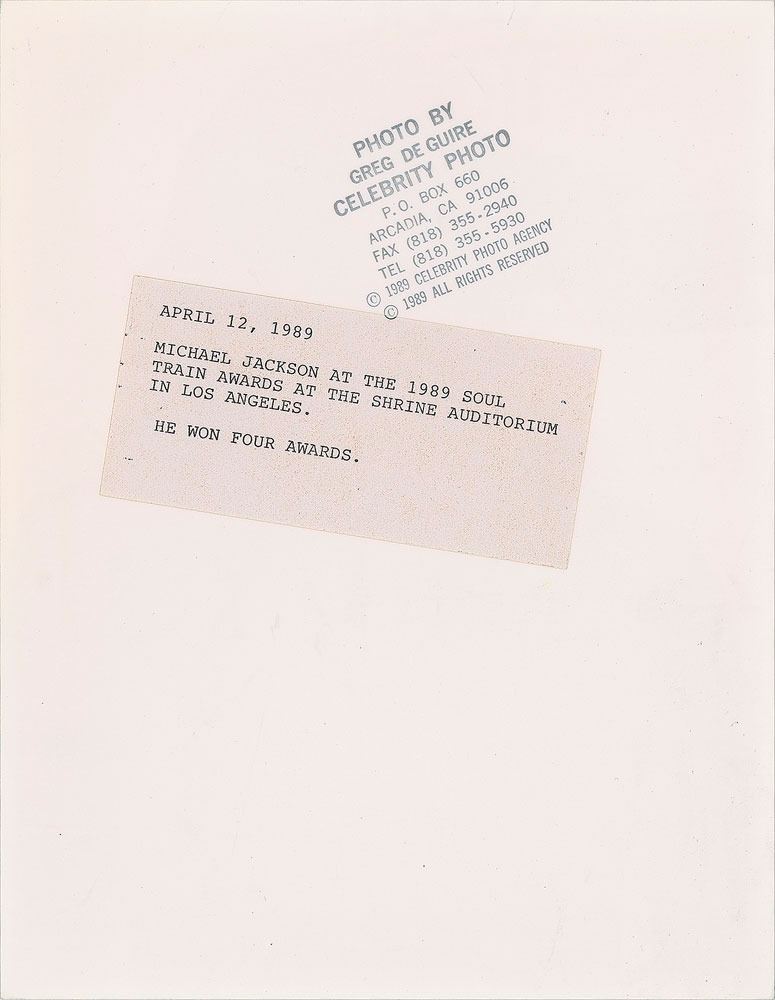 PHOTO BY
GREG DE GUIRE
CELEBRITY PHOTO
P.O. BOX 660
ARCADIA, CA 91006
FAX (818) 355-2940
TEL (818) 355-5930
© 1989 CELEBRITY PHOTO AGENCY
© 1989 ALL RIGHTS RESERVED
APRIL 12, 1989
MICHAEL JACKSON AT THE 1989 SOUL
TRAIN AWARDS AT THE SHRINE AUDITORIUM
IN LOS ANGELES.
HE WON FOUR AWARDS.